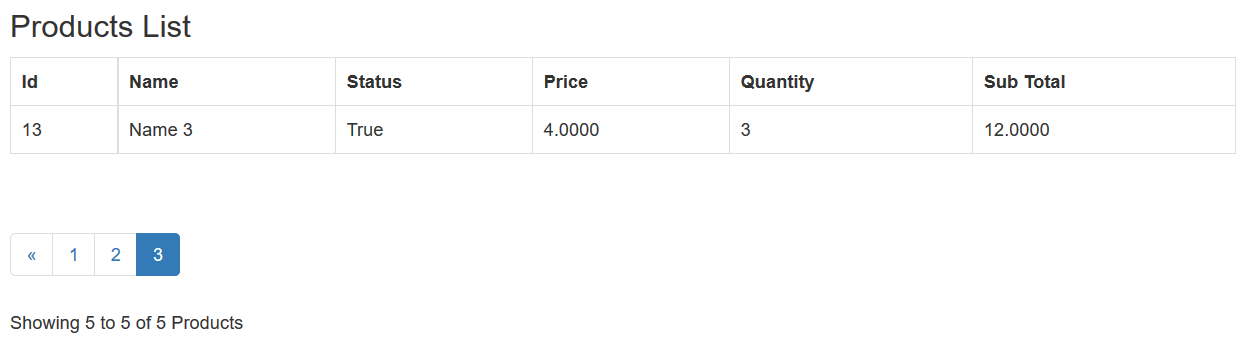 Products List
Id Name Status Price Quantity Sub Total
13 Name 3 True 4.0000 3 12.0000
« 1 2 3
Showing 5 to 5 of 5 Products